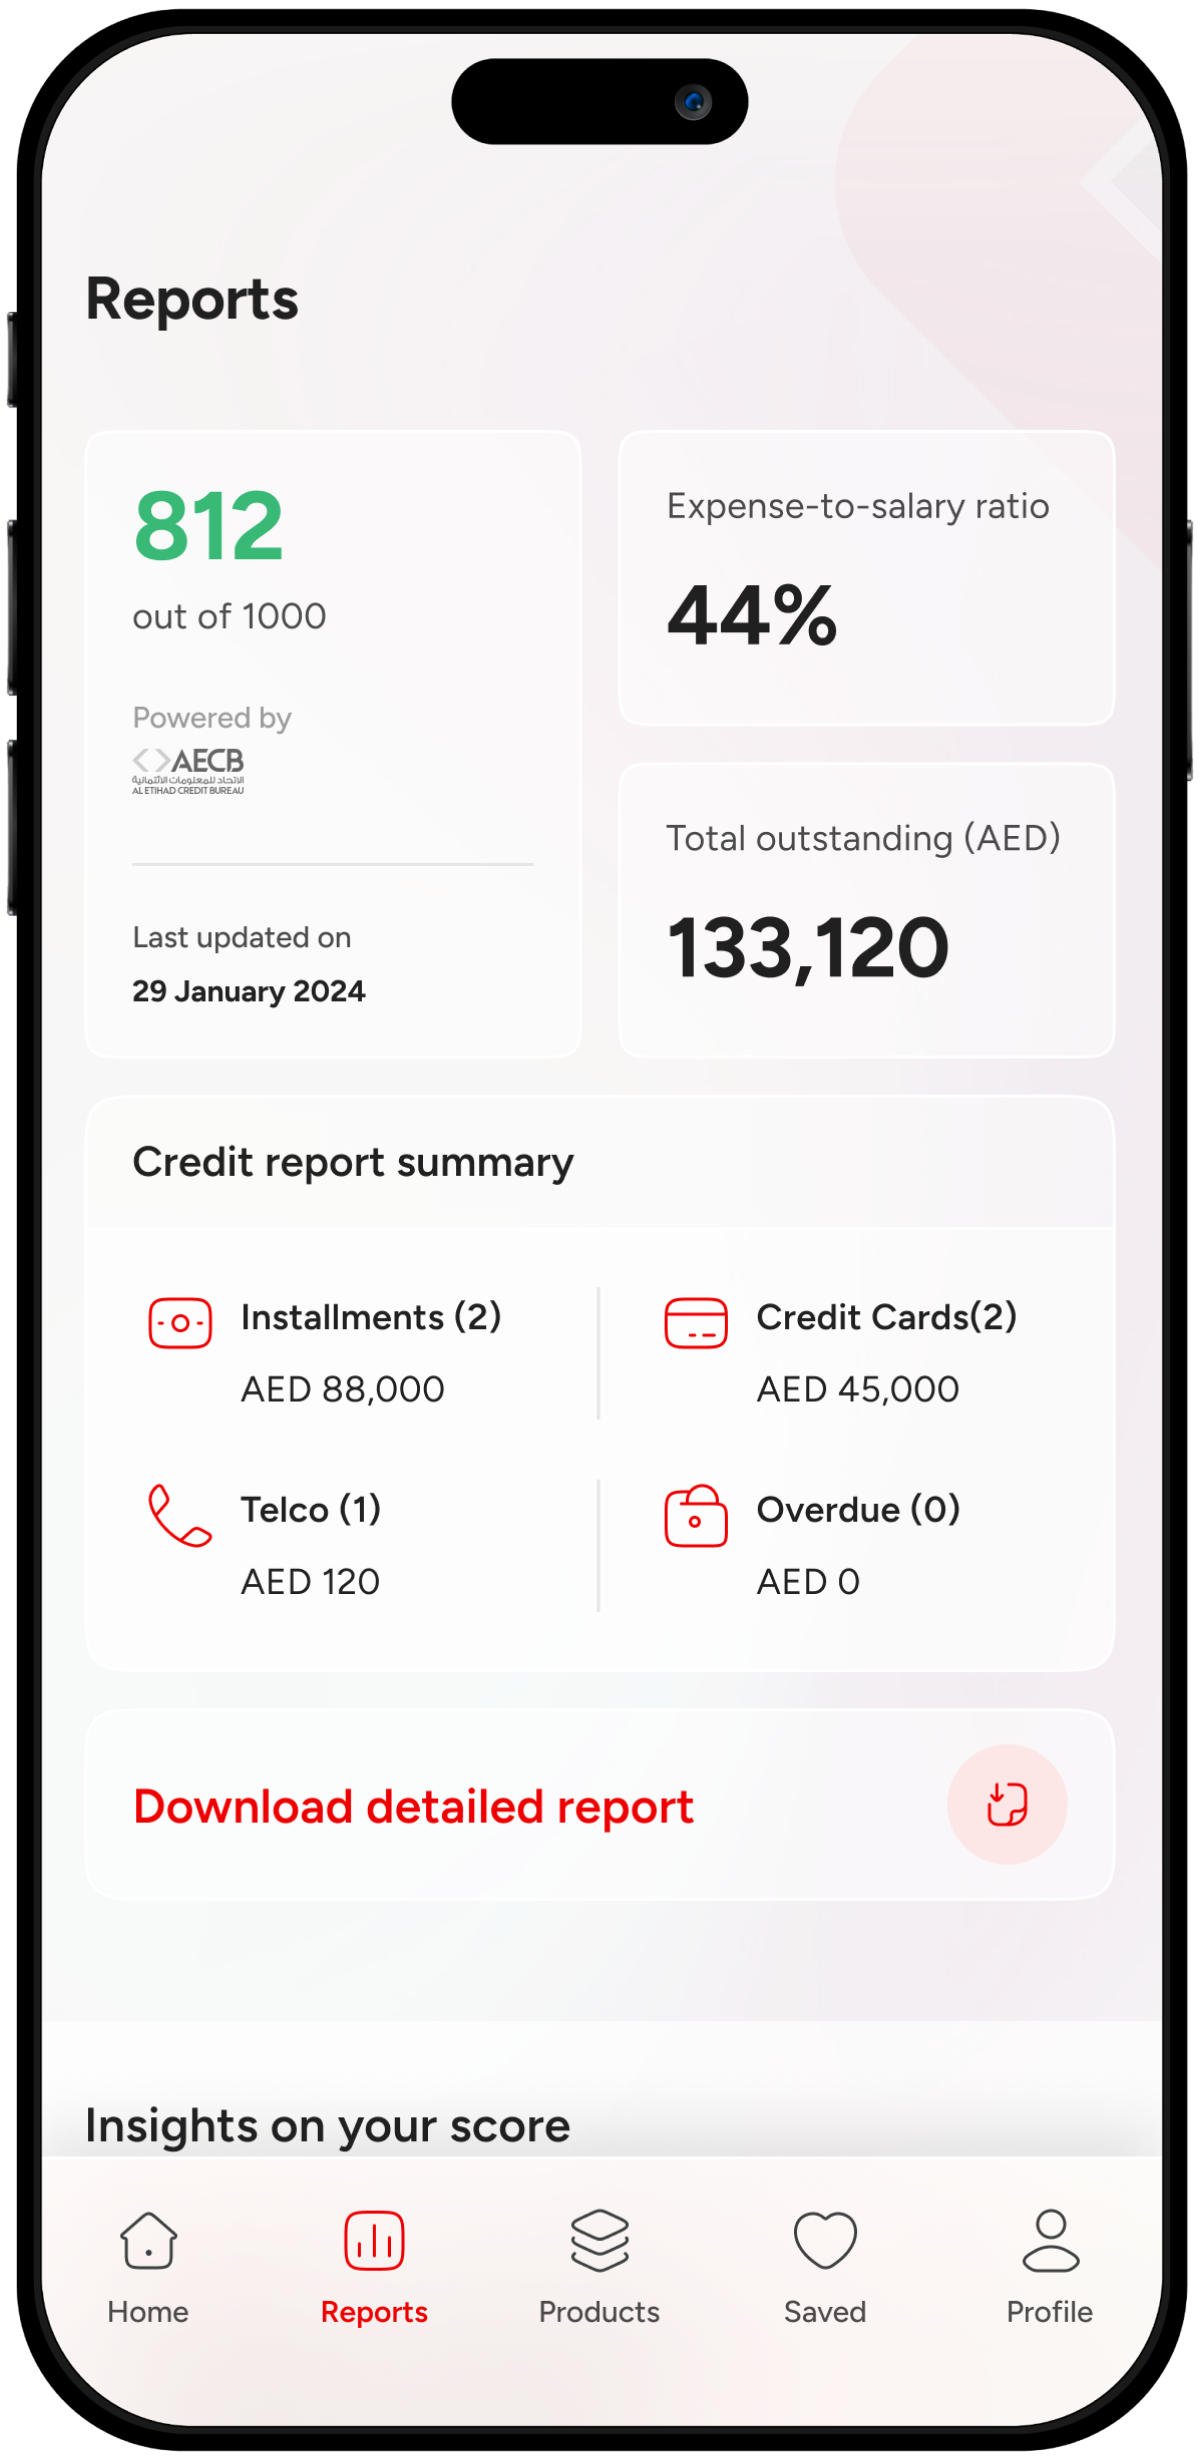 Reports
812
out of 1000
Powered by
AECB
الاتحاد للمعلومات الائتمانية
AL ETIHAD CREDIT BUREAU
Last updated on
29 January 2024
Expense-to-salary ratio
44%
Total outstanding (AED)
133,120
Credit report summary
Installments (2)
AED 88,000
Credit Cards(2)
AED 45,000
Telco (1)
AED 120
Overdue (0)
AED 0
Download detailed report
Insights on your score
Home
Reports
Products
Saved
Profile